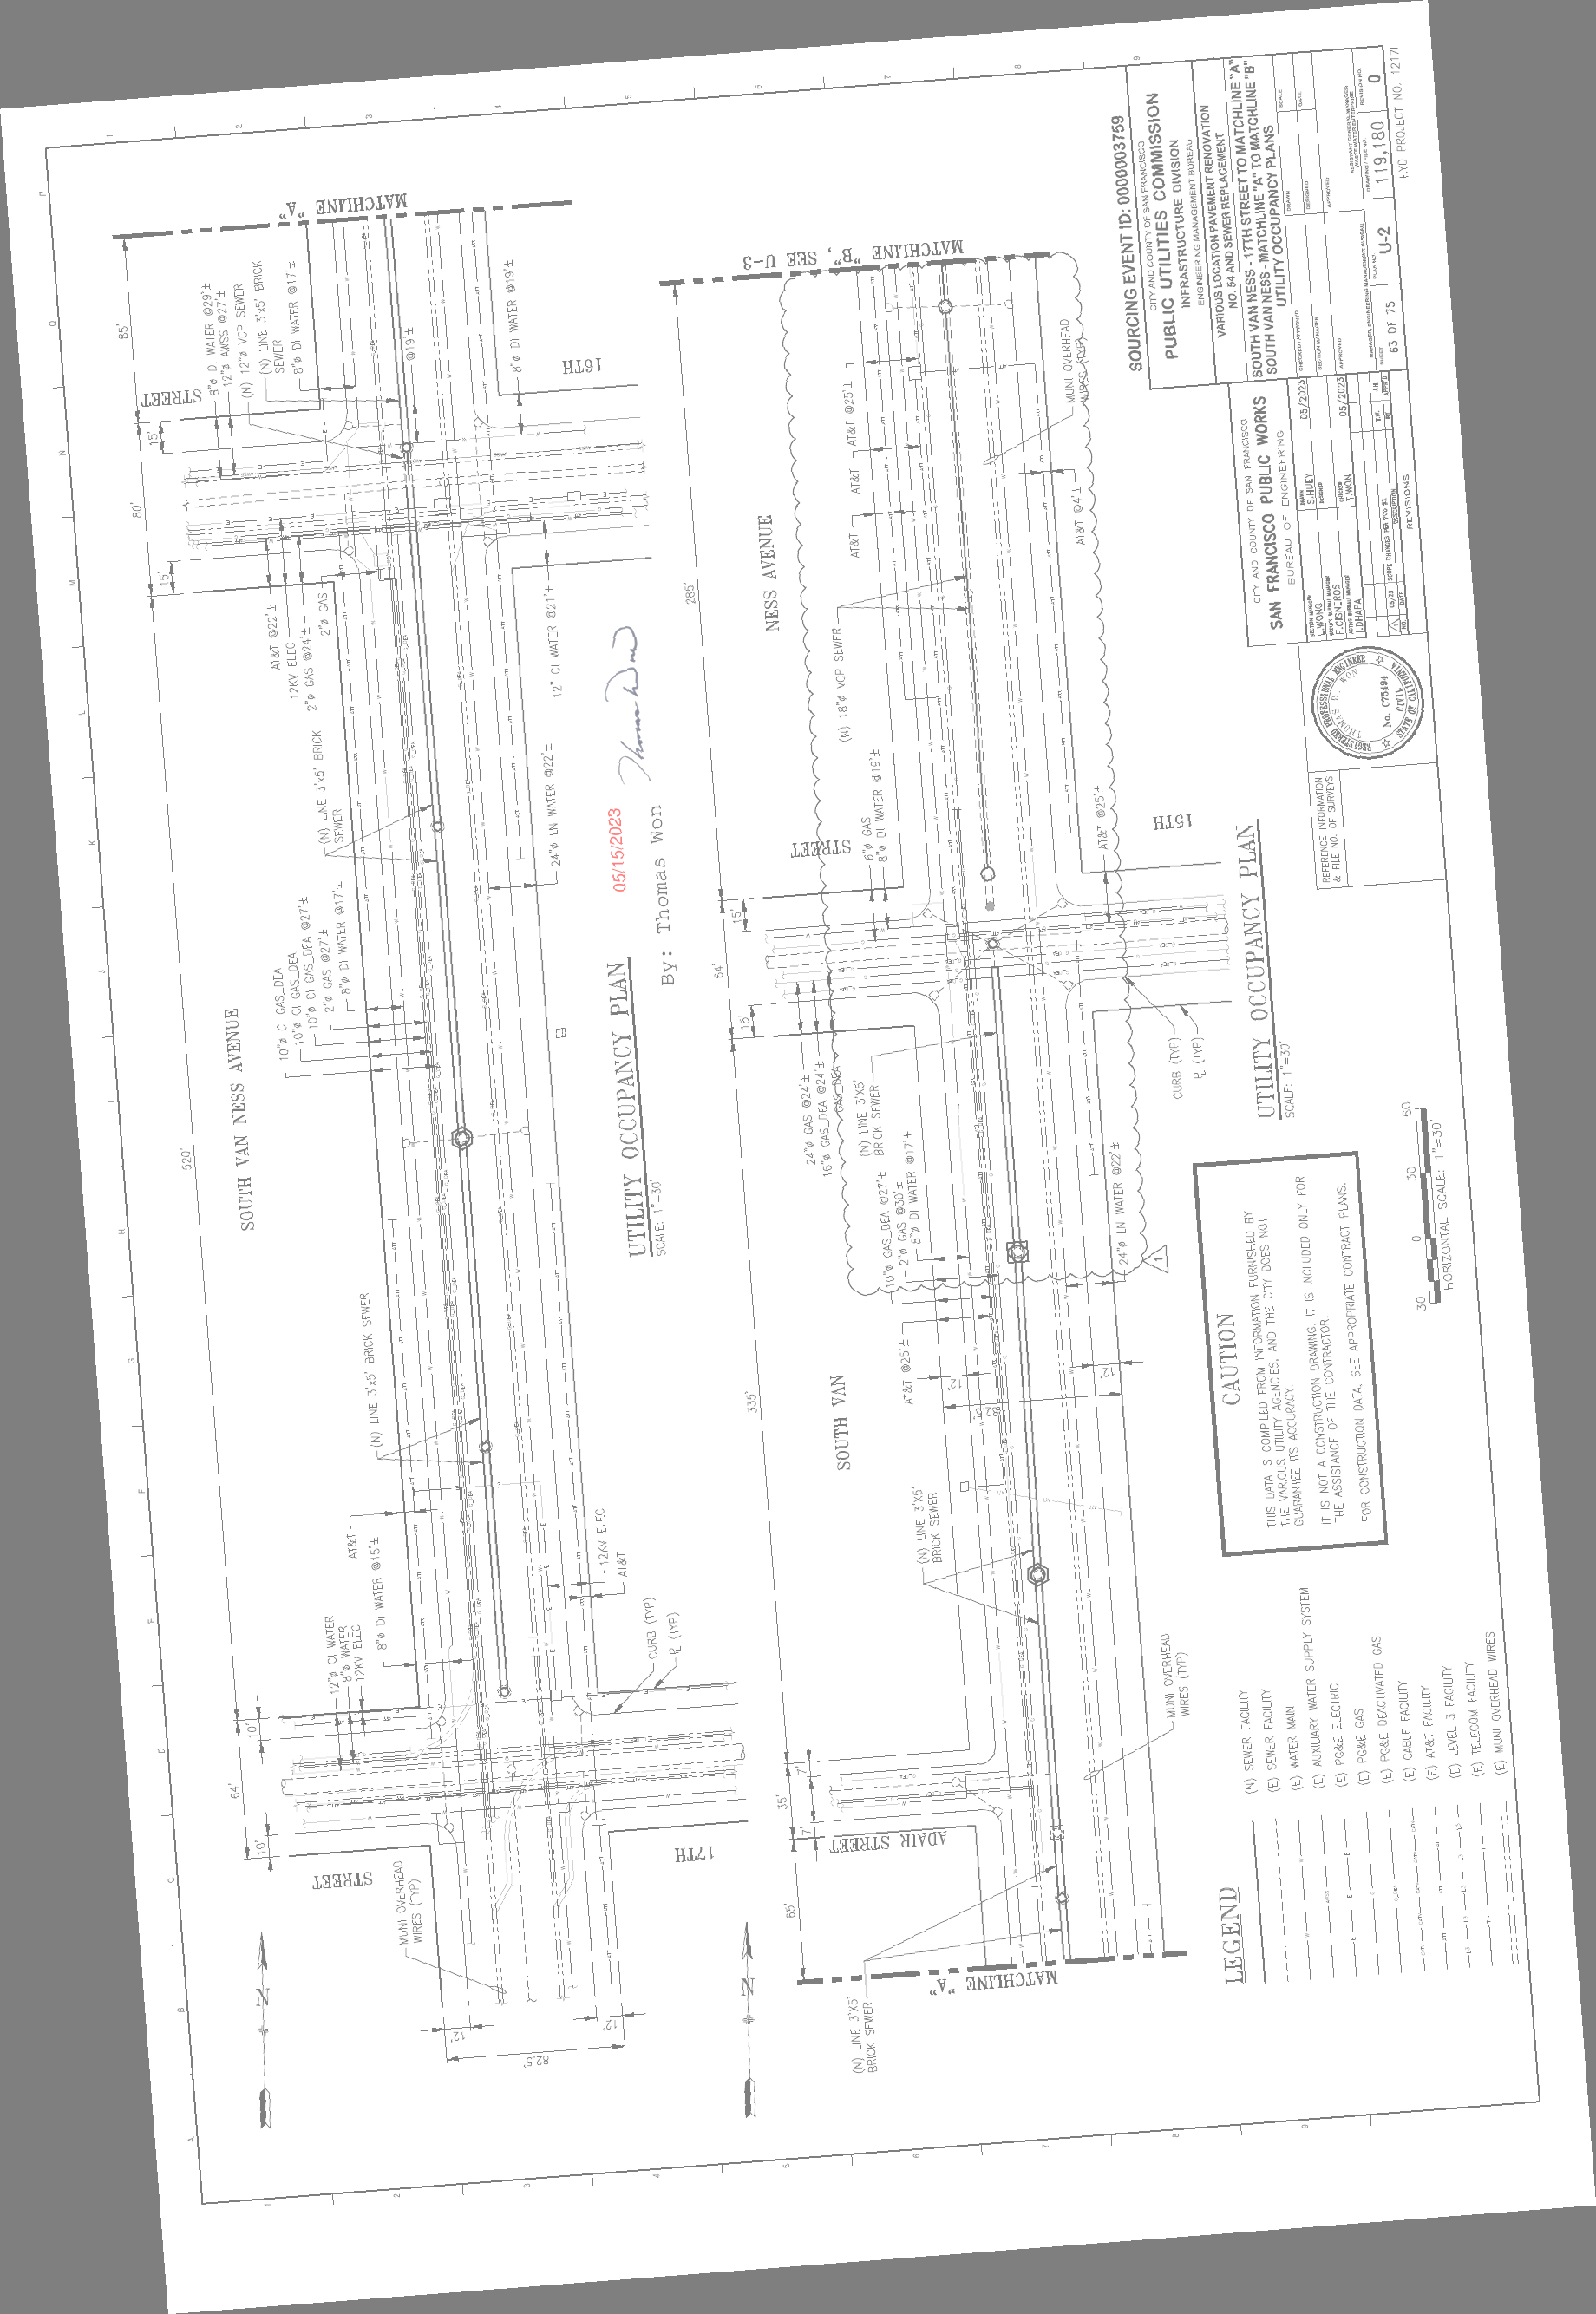 SOUTH VAN NESS AVENUE
520'
85'
80'
64'
15'
15'
10'
10'
STREET
16TH
MATCHLINE "A"
8"ø DI WATER @29'±
12"ø AWSS @27'±
(N) 12"ø VCP SEWER
(N) LINE 3'x5' BRICK
SEWER
8"ø DI WATER @17'±
@19'±
8"ø DI WATER @19'±
AT&T @22'±
12KV ELEC
2"ø GAS @24'±
2"ø GAS
12" CI WATER @21'±
(N) LINE 3'x5' BRICK
SEWER
24"ø LN WATER @22'±
10"ø CI GAS_DEA
10"ø CI GAS_DEA
10"ø CI GAS_DEA @27'±
2"ø GAS @27'±
8"ø DI WATER @17'±
(N) LINE 3'x5' BRICK SEWER
AT&T
8"ø DI WATER @15'±
12"ø CI WATER
8"ø WATER
12KV ELEC
12KV ELEC
AT&T
CURB (TYP)
PL (TYP)
STREET
17TH
MUNI OVERHEAD
WIRES (TYP)
12'
12'
82.5'
N
UTILITY OCCUPANCY PLAN
SCALE: 1"=30'
05/15/2023
By: Thomas Won
MATCHLINE "B", SEE U-3
285'
64'
15'
15'
335'
35'
7'
7'
65'
NESS AVENUE
SOUTH VAN
STREET
15TH
ADAIR STREET
AT&T @25'±
AT&T
AT&T
AT&T
MUNI OVERHEAD
WIRES (TYP)
AT&T @4'±
(N) 18"ø VCP SEWER
6"ø GAS
8"ø DI WATER @19'±
AT&T @25'±
24"ø GAS @24'±
16"ø GAS_DEA @24'±
GAS_DEA
(N) LINE 3'X5'
BRICK SEWER
10"ø GAS_DEA @27'±
2"ø GAS @30'±
8"ø DI WATER @17'±
AT&T @25'±
CURB (TYP)
PL (TYP)
24"ø LN WATER @22'±
1
12'
12'
82.5'
(N) LINE 3'X5'
BRICK SEWER
MUNI OVERHEAD
WIRES (TYP)
(N) LINE 3'X5'
BRICK SEWER
MATCHLINE "A"
N
UTILITY OCCUPANCY PLAN
SCALE: 1"=30'
LEGEND
(N) SEWER FACILITY
(E) SEWER FACILITY
(E) WATER MAIN
(E) AUXILIARY WATER SUPPLY SYSTEM
(E) PG&E ELECTRIC
(E) PG&E GAS
(E) PG&E DEACTIVATED GAS
(E) CABLE FACILITY
(E) AT&T FACILITY
(E) LEVEL 3 FACILITY
(E) TELECOM FACILITY
(E) MUNI OVERHEAD WIRES
CAUTION
THIS DATA IS COMPILED FROM INFORMATION FURNISHED BY
THE VARIOUS UTILITY AGENCIES, AND THE CITY DOES NOT
GUARANTEE ITS ACCURACY.
IT IS NOT A CONSTRUCTION DRAWING. IT IS INCLUDED ONLY FOR
THE ASSISTANCE OF THE CONTRACTOR.
FOR CONSTRUCTION DATA, SEE APPROPRIATE CONTRACT PLANS.
30 0 30 60
HORIZONTAL SCALE: 1"=30'
REFERENCE INFORMATION
& FILE NO. OF SURVEYS
REGISTERED PROFESSIONAL ENGINEER
THOMAS D. WON
No. C75494
CIVIL
STATE OF CALIFORNIA
CITY AND COUNTY OF SAN FRANCISCO
SAN FRANCISCO PUBLIC WORKS
BUREAU OF ENGINEERING
L.WONG
S.HUEY
05/2023
F.CISNEROS
T.WON
05/2023
I.DHAPA
1 05/23 SCOPE CHANGES PER PCO #1
NO. DATE DESCRIPTION BY APP'D
REVISIONS
SOURCING EVENT ID: 0000003759
CITY AND COUNTY OF SAN FRANCISCO
PUBLIC UTILITIES COMMISSION
INFRASTRUCTURE DIVISION
ENGINEERING MANAGEMENT BUREAU
VARIOUS LOCATION PAVEMENT RENOVATION
NO. 54 AND SEWER REPLACEMENT
SOUTH VAN NESS - 17TH STREET TO MATCHLINE "A"
SOUTH VAN NESS - MATCHLINE "A" TO MATCHLINE "B"
UTILITY OCCUPANCY PLANS
SHEET
63 OF 75
PLAN NO.
U-2
DRAWING / FILE NO.
119,180
REVISION NO.
0
HYD PROJECT NO. 12171